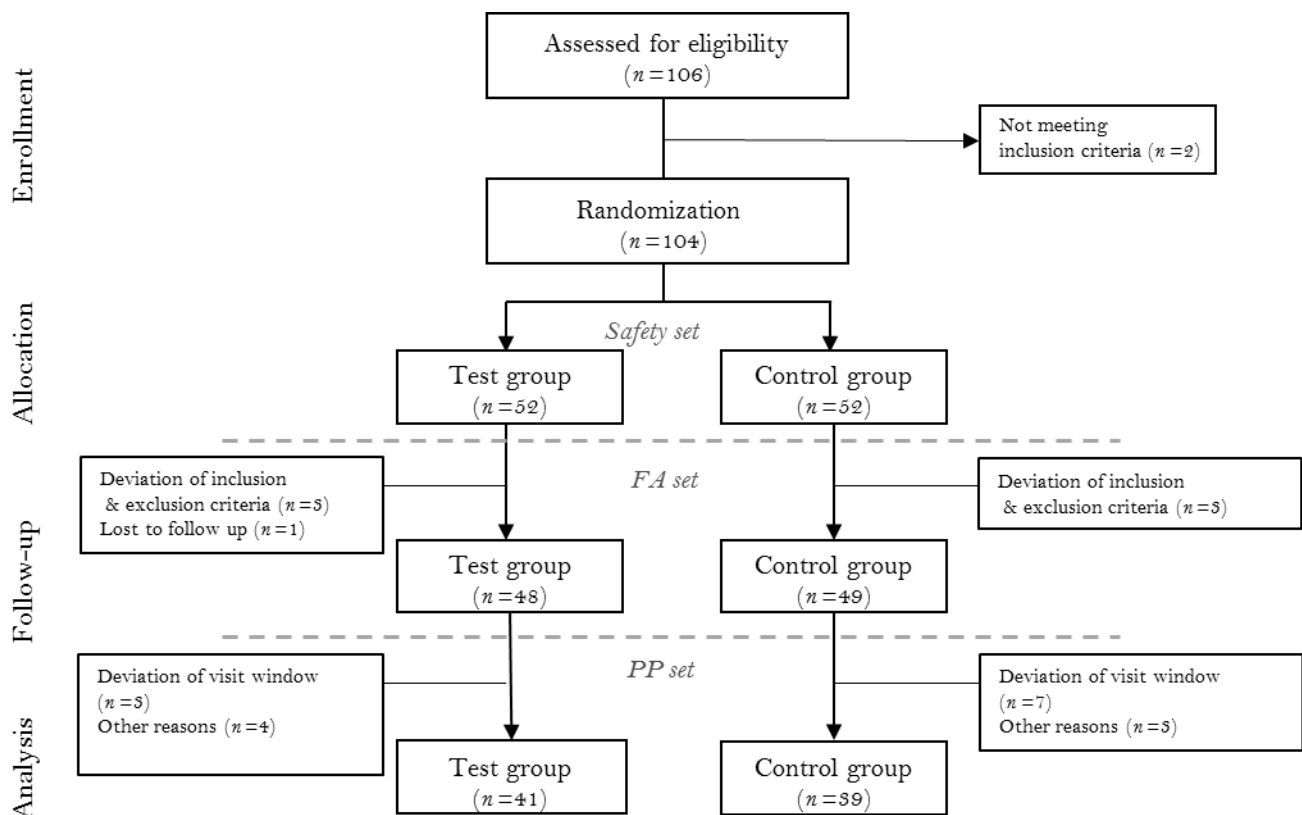 Enrollment
Assessed for eligibility
(n=106)
Not meeting
inclusion criteria (n=2)
Randomization
(n=104)
Allocation
Safety set
Test group
(n=52)
Control group
(n=52)
Follow-up
FA set
Deviation of inclusion
& exclusion criteria (n=3)
Lost to follow up (n=1)
Deviation of inclusion
& exclusion criteria (n=3)
Test group
(n=48)
Control group
(n=49)
Analysis
PP set
Deviation of visit window
(n=3)
Other reasons (n=4)
Deviation of visit window
(n=7)
Other reasons (n=3)
Test group
(n=41)
Control group
(n=39)